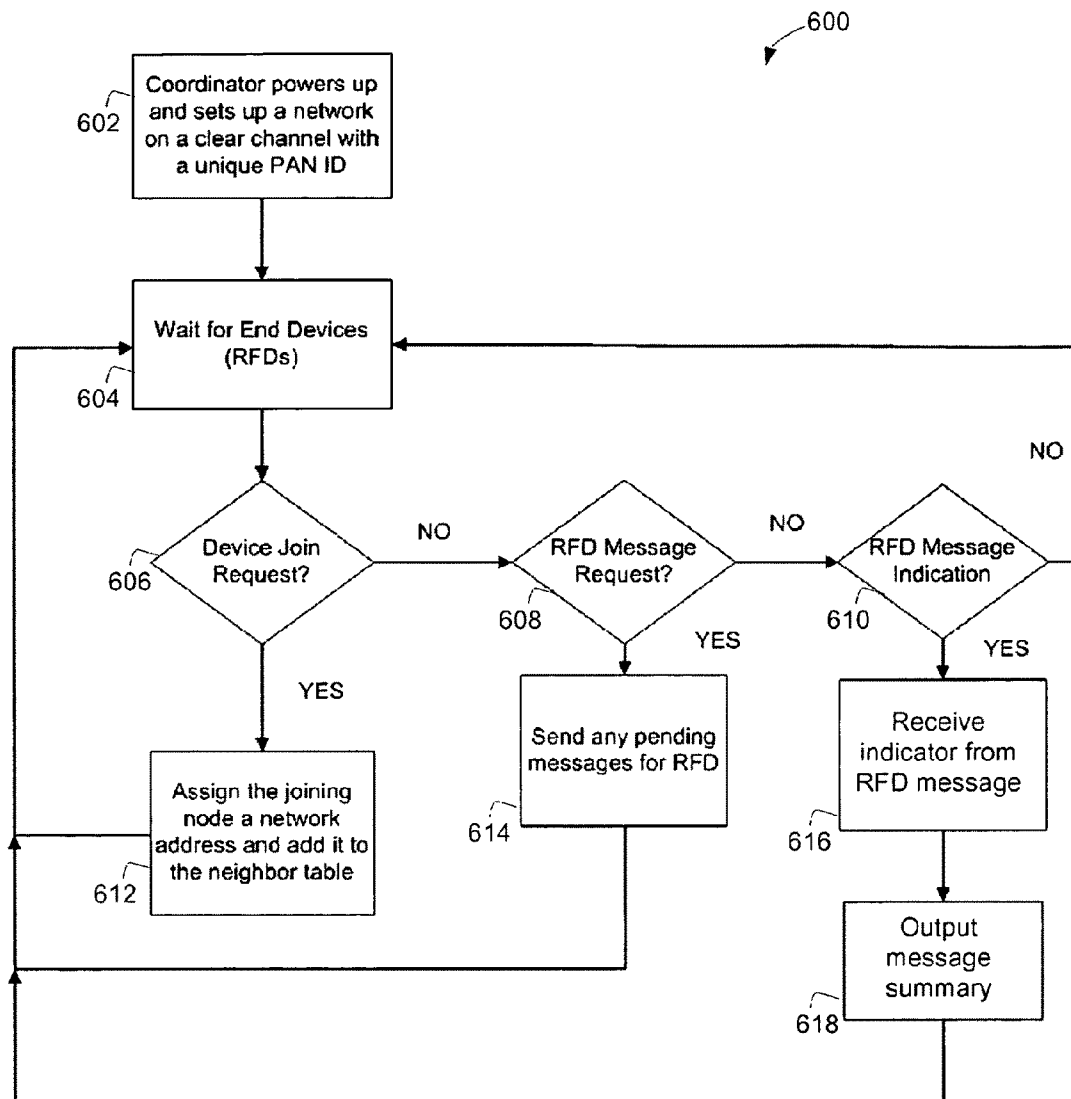 600
Coordinator powers up
and sets up a network
on a clear channel with
a unique PAN ID
602
Wait for End Devices
(RFDs)
604
NO
Device Join
Request?
606
NO
RFD Message
Request?
608
NO
RFD Message
Indication
610
YES
YES
YES
Assign the joining
node a network
address and add it to
the neighbor table
612
Send any pending
messages for RFD
614
Receive
indicator from
RFD message
616
Output
message
summary
618